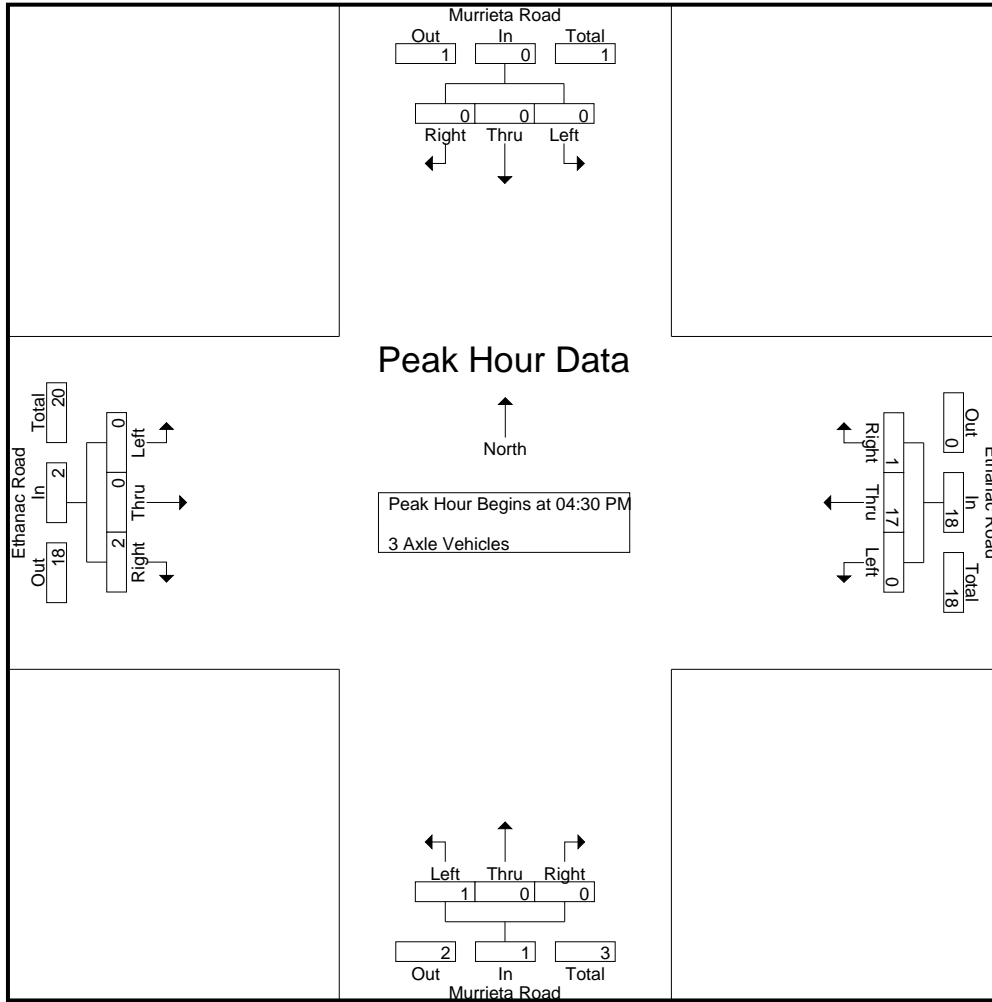 Murrieta Road
Out In Total
1 0 1
0 0 0
Right Thru Left
Peak Hour Data
North
Peak Hour Begins at 04:30 PM
3 Axle Vehicles
Ethanac Road
Total In Out
20 2 18
0 0 2
Left Thru Right
Ethanac Road
Out In Total
0 18 18
1 17 0
Right Thru Left
Left Thru Right
1 0 0
2 1 3
Out In Total
Murrieta Road